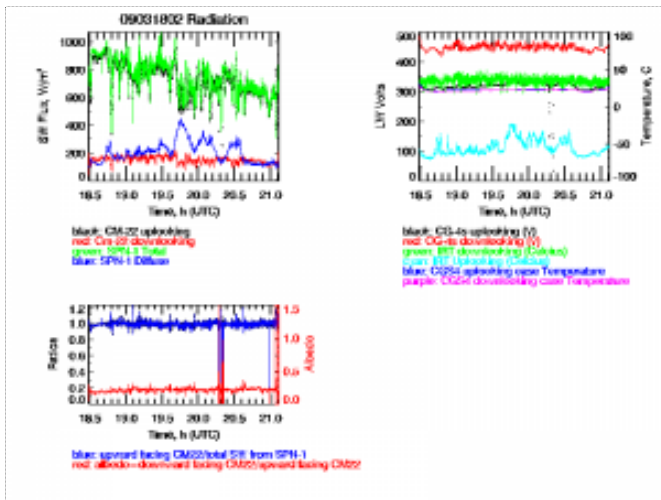 09031802 Radiation
SW Flux, W/m²
1000
800
600
400
200
0
18.5 19.0 19.5 20.0 20.5 21.0
Time, h (UTC)
black: CM-22 uplooking
red: Cm-22 downlooking
green: SPN-1 Total
blue: SPN-1 Diffuse
LW Volts
500
400
300
200
100
0
100
50
0
-50
-100
Temperature, C
18.5 19.0 19.5 20.0 20.5 21.0
Time, h (UTC)
black: CG-4s uplooking (V)
red: CG-4s downlooking (V)
green: IRT downlooking (Celcius)
cyan: IRT Uplooking (Celcius)
blue: CGS4 uplooking case Temperature
purple: CGS4 downlooking case Temperature
Ratios
1.2
1.0
0.8
0.6
0.4
0.2
0.0
1.5
1.0
0.5
0.0
Albedo
18.5 19.0 19.5 20.0 20.5 21.0
Time, h (UTC)
blue: upward facing CM22/total SW from SPN-1
red: albedo=downward facing CM22/upward facing CM22